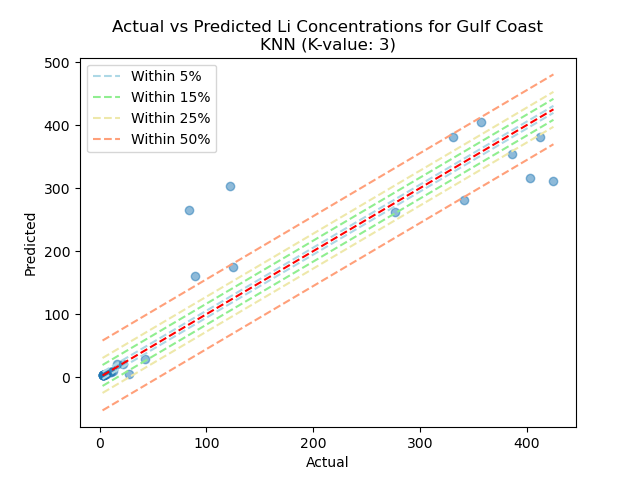 Actual vs Predicted Li Concentrations for Gulf Coast
KNN (K-value: 3)
Within 5%
Within 15%
Within 25%
Within 50%
500
400
300
200
100
0
Predicted
0 100 200 300 400
Actual